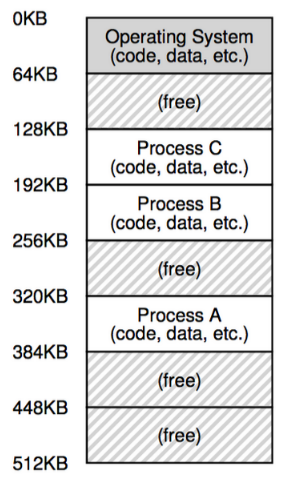 0KB
Operating System
(code, data, etc.)
64KB
(free)
128KB
Process C
(code, data, etc.)
192KB
Process B
(code, data, etc.)
256KB
(free)
320KB
Process A
(code, data, etc.)
384KB
(free)
448KB
(free)
512KB